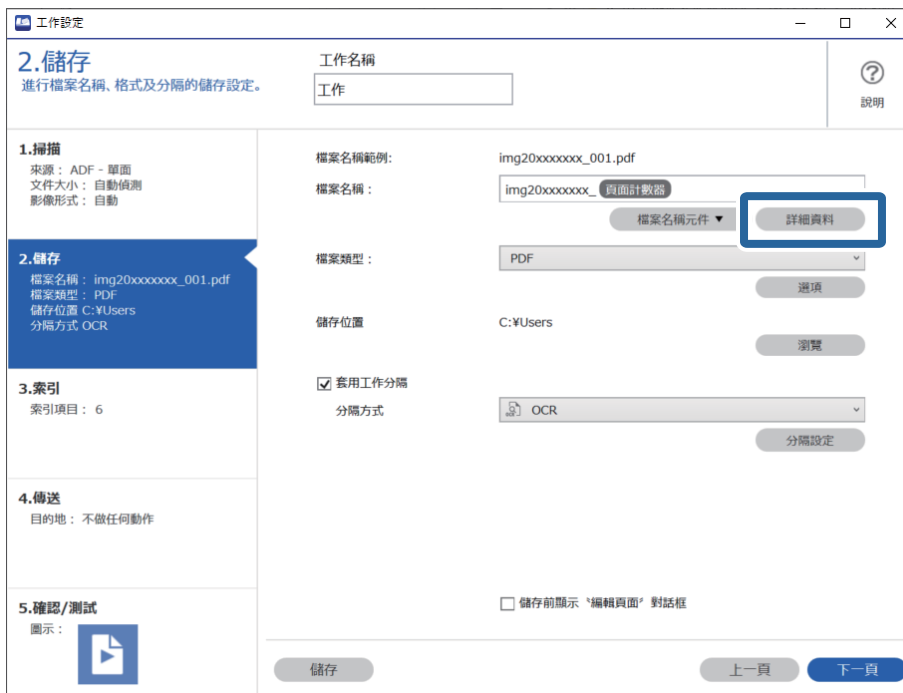 工作設定
2.儲存
進行檔案名稱、格式及分隔的儲存設定。
工作名稱
工作
說明
1.掃描
來源： ADF - 單面
文件大小： 自動偵測
影像形式： 自動
2.儲存
檔案名稱： img20xxxxxxx_001.pdf
檔案類型： PDF
儲存位置 C:¥Users
分隔方式 OCR
3.索引
索引項目： 6
4.傳送
目的地： 不做任何動作
5.確認/測試
圖示：
檔案名稱範例: img20xxxxxxx_001.pdf
檔案名稱： img20xxxxxxx_ 頁面計數器
檔案名稱元件▼ 詳細資料
檔案類型： PDF
選項
儲存位置 C:¥Users
瀏覽
套用工作分隔
分隔方式 OCR
分隔設定
儲存前顯示〝編輯頁面〞對話框
儲存 上一頁 下一頁